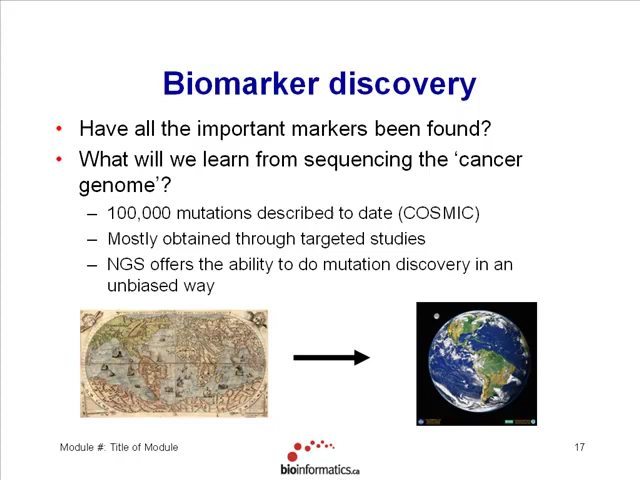 Biomarker discovery
• Have all the important markers been found?
• What will we learn from sequencing the ‘cancer
genome’?
– 100,000 mutations described to date (COSMIC)
– Mostly obtained through targeted studies
– NGS offers the ability to do mutation discovery in an
unbiased way
Module #: Title of Module
bioinformatics.ca
17